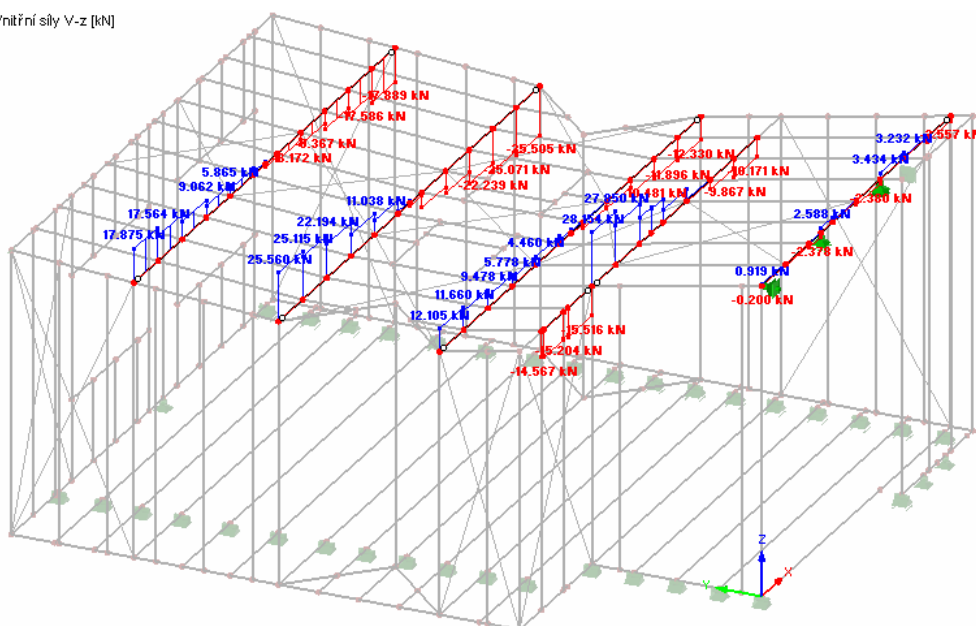 Vnitřní síly V-z [kN]
-17.889 kN
-17.586 kN
-8.172 kN
5.865 kN
9.062 kN
17.564 kN
17.875 kN
-25.505 kN
-25.071 kN
-22.239 kN
11.038 kN
22.194 kN
25.115 kN
25.560 kN
-12.330 kN
-11.896 kN
-10.481 kN
4.460 kN
5.778 kN
9.478 kN
11.660 kN
12.105 kN
-10.171 kN
-9.867 kN
27.950 kN
28.154 kN
-15.516 kN
-15.204 kN
-14.567 kN
3.232 kN
3.434 kN
-2.380 kN
2.588 kN
-2.378 kN
0.919 kN
-0.200 kN
Z
X
Y